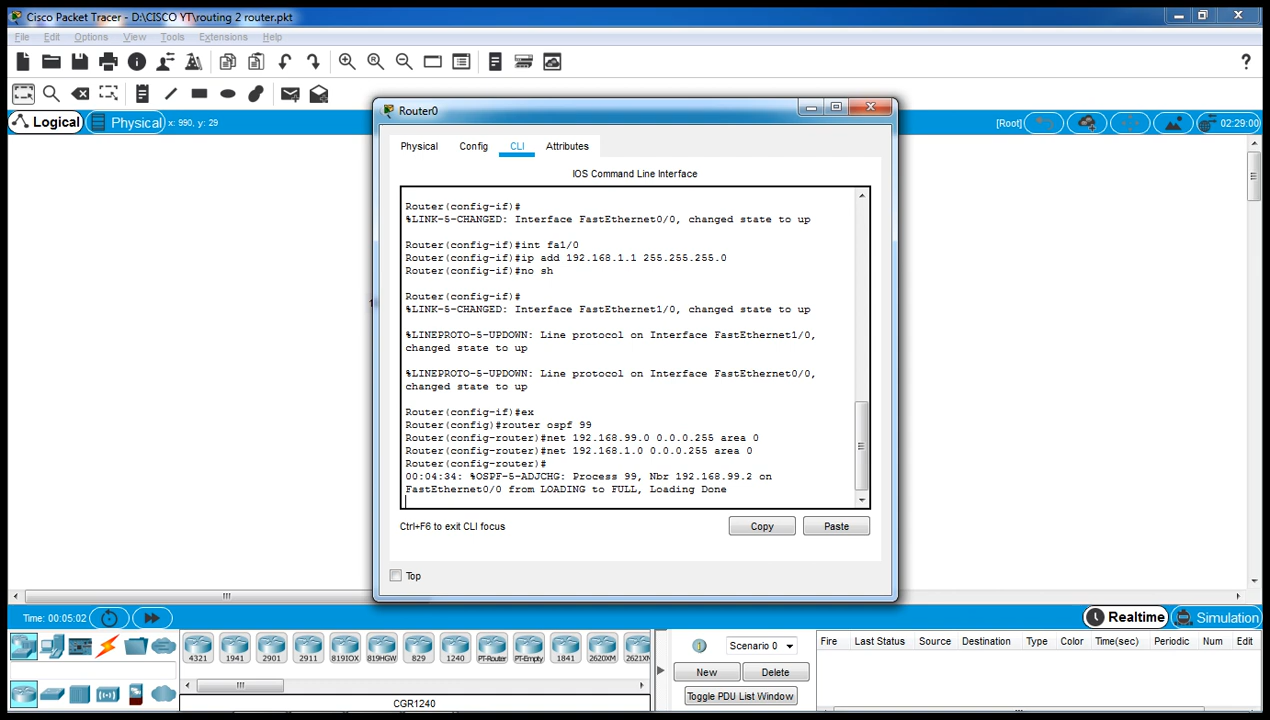 Cisco Packet Tracer - D:\CISCO YT\routing 2 router.pkt
File Edit Options View Tools Extensions Help
?
Logical Physical x: 990, y: 29 [Root] 02:29:00
Router0
Physical Config CLI Attributes
IOS Command Line Interface
Router(config-if)#
%LINK-5-CHANGED: Interface FastEthernet0/0, changed state to up
Router(config-if)#int fa1/0
Router(config-if)#ip add 192.168.1.1 255.255.255.0
Router(config-if)#no sh
Router(config-if)#
%LINK-5-CHANGED: Interface FastEthernet1/0, changed state to up
%LINEPROTO-5-UPDOWN: Line protocol on Interface FastEthernet1/0,
changed state to up
%LINEPROTO-5-UPDOWN: Line protocol on Interface FastEthernet0/0,
changed state to up
Router(config-if)#ex
Router(config)#router ospf 99
Router(config-router)#net 192.168.99.0 0.0.0.255 area 0
Router(config-router)#net 192.168.1.0 0.0.0.255 area 0
Router(config-router)#
00:04:34: %OSPF-5-ADJCHG: Process 99, Nbr 192.168.99.2 on
FastEthernet0/0 from LOADING to FULL, Loading Done
Ctrl+F6 to exit CLI focus Copy Paste
Top
Time: 00:05:02 Realtime Simulation
4321 1941 2901 2911 819IOX 819HGW 829 1240 PT-Router PT-Empty 1841 2620XM 2621XM
CGR1240
Scenario 0
New Delete
Toggle PDU List Window
Fire Last Status Source Destination Type Color Time(sec) Periodic Num Edit